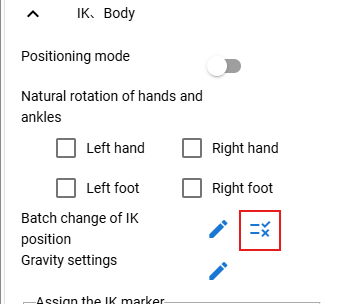 IK、Body
Positioning mode
Natural rotation of hands and
ankles
Left hand
Right hand
Left foot
Right foot
Batch change of IK
position
Gravity settings
Assign the IK marker